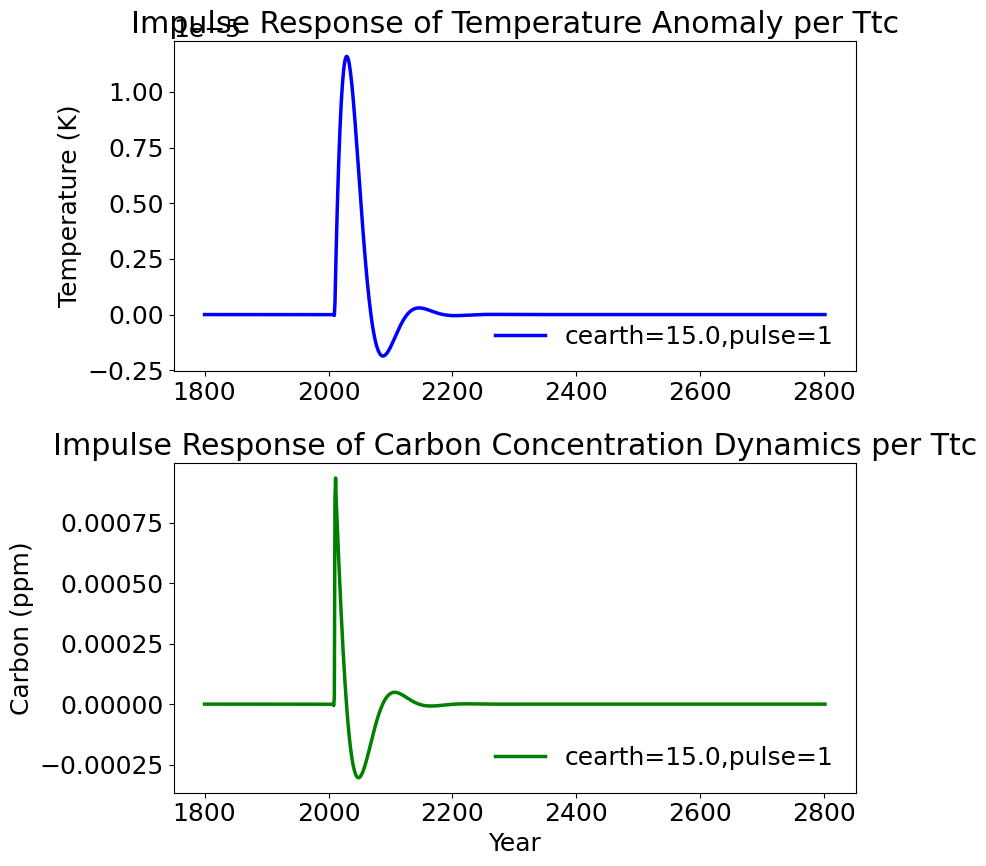 Impulse Response of Temperature Anomaly per Ttc
1e−5
1.00
0.75
0.50
0.25
0.00
−0.25
Temperature (K)
cearth=15.0,pulse=1
1800 2000 2200 2400 2600 2800
Impulse Response of Carbon Concentration Dynamics per Ttc
0.00075
0.00050
0.00025
0.00000
−0.00025
Carbon (ppm)
cearth=15.0,pulse=1
1800 2000 2200 2400 2600 2800
Year